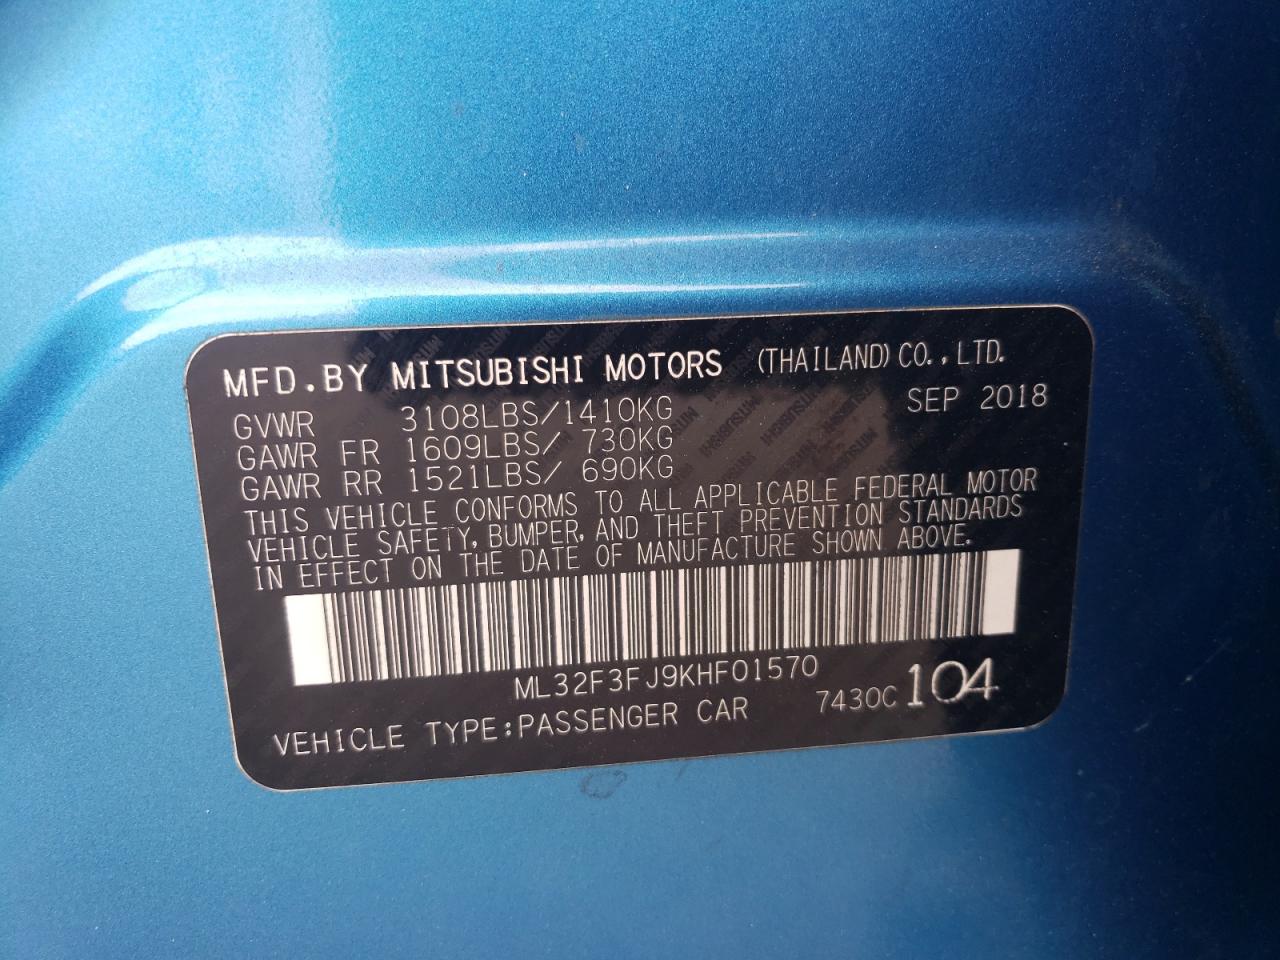 MFD.BY MITSUBISHI MOTORS (THAILAND) CO.,LTD.
SEP 2018
GVWR 3108LBS/1410KG
GAWR FR 1609LBS/ 730KG
GAWR RR 1521LBS/ 690KG
THIS VEHICLE CONFORMS TO ALL APPLICABLE FEDERAL MOTOR
VEHICLE SAFETY, BUMPER, AND THEFT PREVENTION STANDARDS
IN EFFECT ON THE DATE OF MANUFACTURE SHOWN ABOVE.
ML32F3FJ9KHF01570
VEHICLE TYPE:PASSENGER CAR 7430C 104